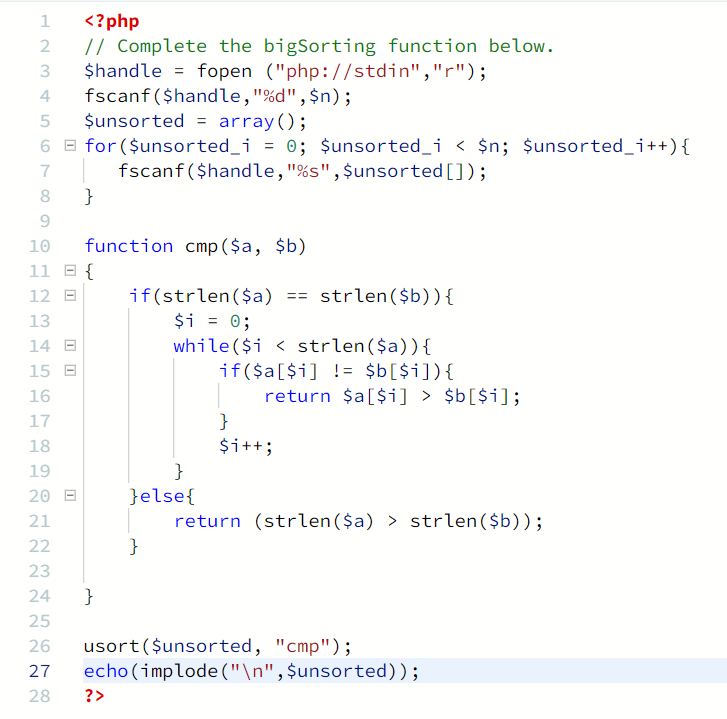 1 <?php
2 // Complete the bigSorting function below.
3 $handle = fopen ("php://stdin","r");
4 fscanf($handle,"%d",$n);
5 $unsorted = array();
6 for($unsorted_i = 0; $unsorted_i < $n; $unsorted_i++){
7    fscanf($handle,"%s",$unsorted[]);
8 }
9
10 function cmp($a, $b)
11 {
12     if(strlen($a) == strlen($b)){
13         $i = 0;
14         while($i < strlen($a)){
15             if($a[$i] != $b[$i]){
16                 return $a[$i] > $b[$i];
17             }
18             $i++;
19         }
20     }else{
21         return (strlen($a) > strlen($b));
22     }
23
24 }
25
26 usort($unsorted, "cmp");
27 echo(implode("\n",$unsorted));
28 ?>